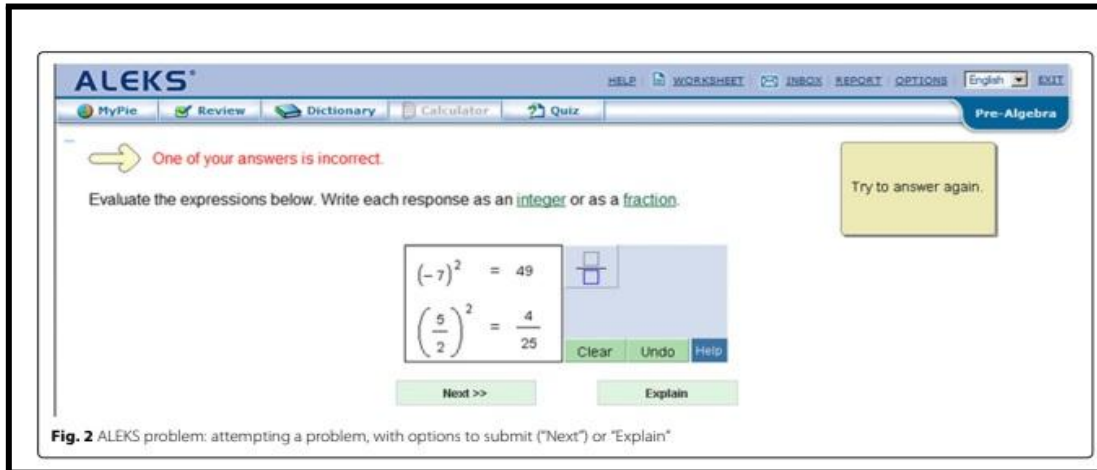 ALEKS®
HELP WORKSHEET INBOX REPORT OPTIONS English EXIT
MyPie Review Dictionary Calculator Quiz Pre-Algebra
One of your answers is incorrect.
Try to answer again.
Evaluate the expressions below. Write each response as an integer or as a fraction.
(−7)² = 49
(5/2)² = 4/25
Clear Undo Help
Next >> Explain
Fig. 2 ALEKS problem: attempting a problem, with options to submit ("Next") or "Explain"